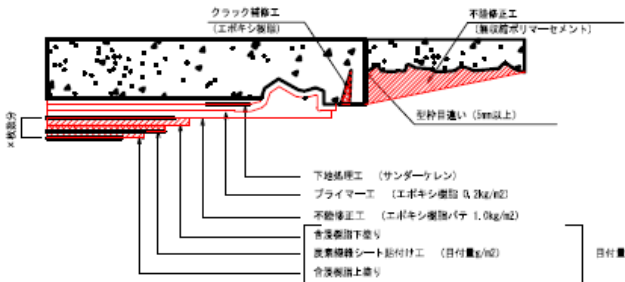 クラック補修工
(エポキシ樹脂)
不陸修正工
(無収縮ポリマーセメント)
型枠目違い (5mm以上)
×枚数分
下地処理工 (サンダーケレン)
プライマー工 (エポキシ樹脂 0.2kg/m2)
不陸修正工 (エポキシ樹脂パテ 1.0kg/m2)
含浸樹脂下塗り
炭素繊維シート貼付け工 (目付量g/m2)
目付量
含浸樹脂上塗り